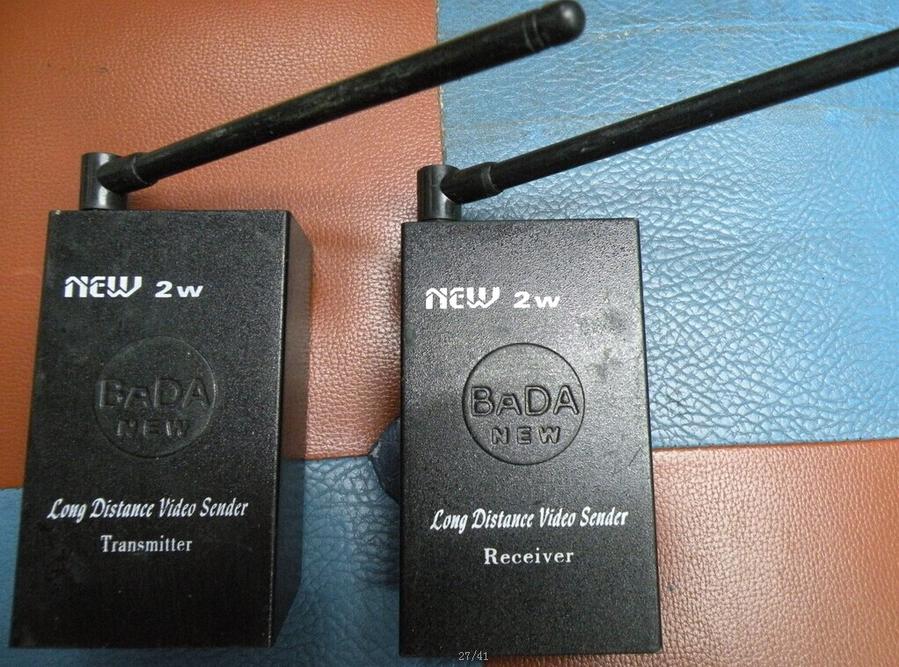 NEW 2w
BaDA
NEW
Long Distance Video Sender
Transmitter
NEW 2w
BaDA
NEW
Long Distance Video Sender
Receiver
27/41